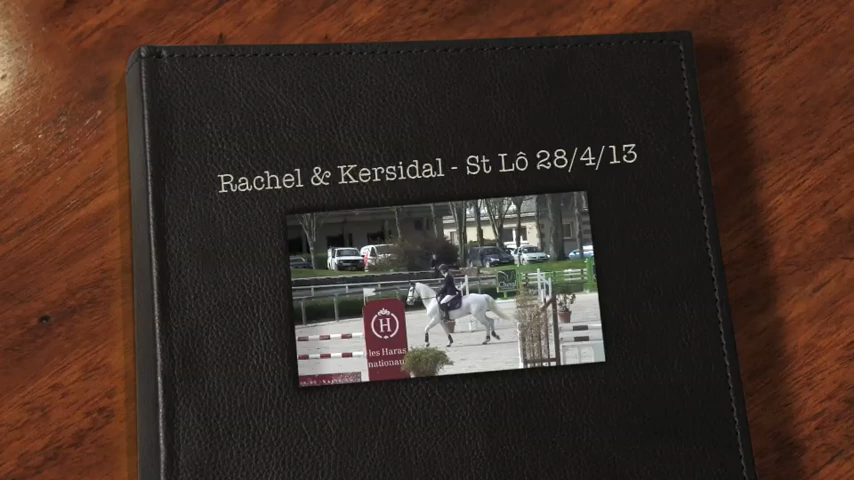 Rachel & Kersidal - St Lô 28/4/13
H
les Haras
nationau